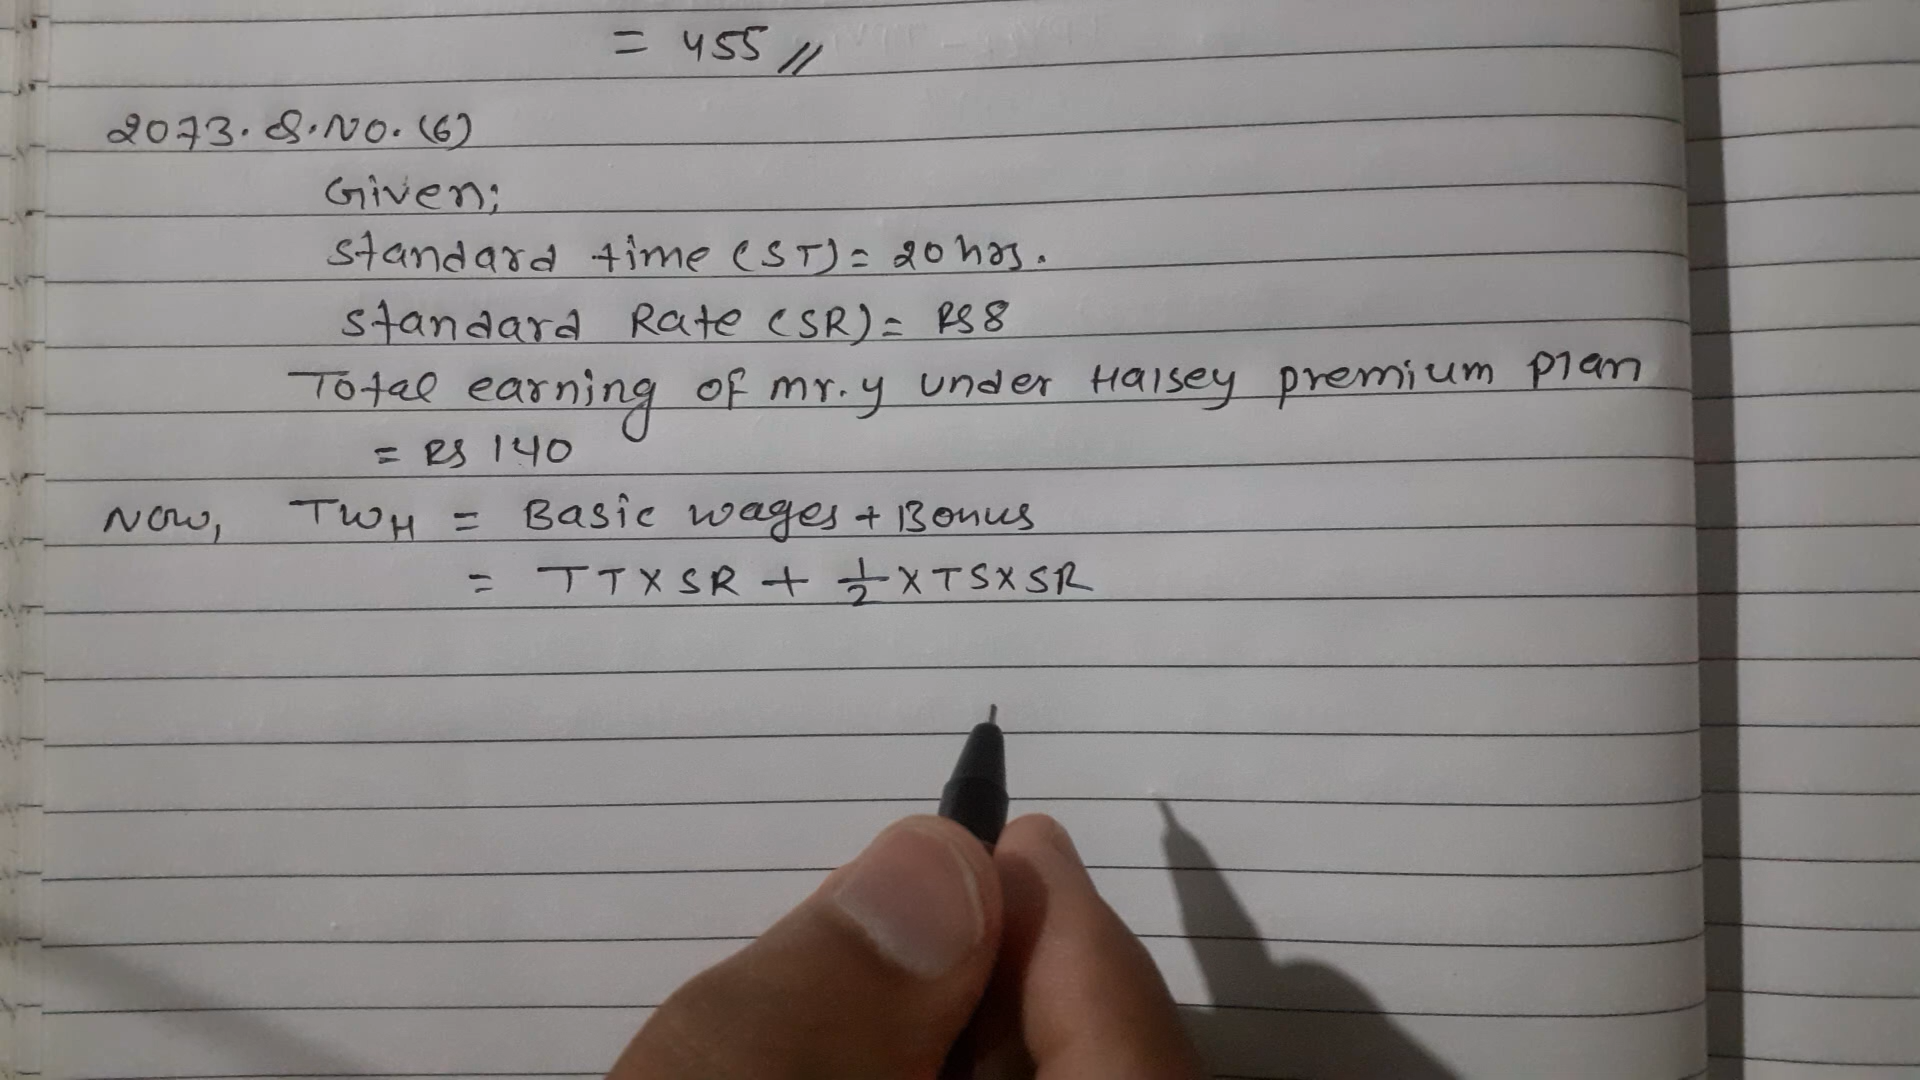 = 455 //
2073. Q.NO. (6)
Given;
standard time (ST) = 20 hrs.
standard Rate (SR) = RS 8
Total earning of mr. y under Halsey premium plan
= RS 140
Now, TWH = Basic wages + Bonus
= TT X SR + 1/2 X TS X SR